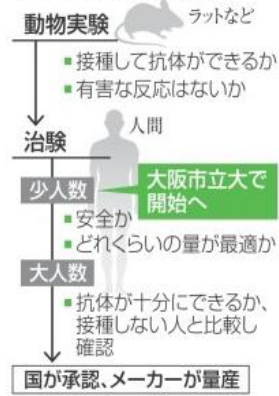 動物実験
ラットなど
■接種して抗体ができるか
■有害な反応はないか
人間
治験
少人数
大阪市立大で
開始へ
■安全か
■どれくらいの量が最適か
大人数
■抗体が十分にできるか、
接種しない人と比較し
確認
国が承認、メーカーが量産